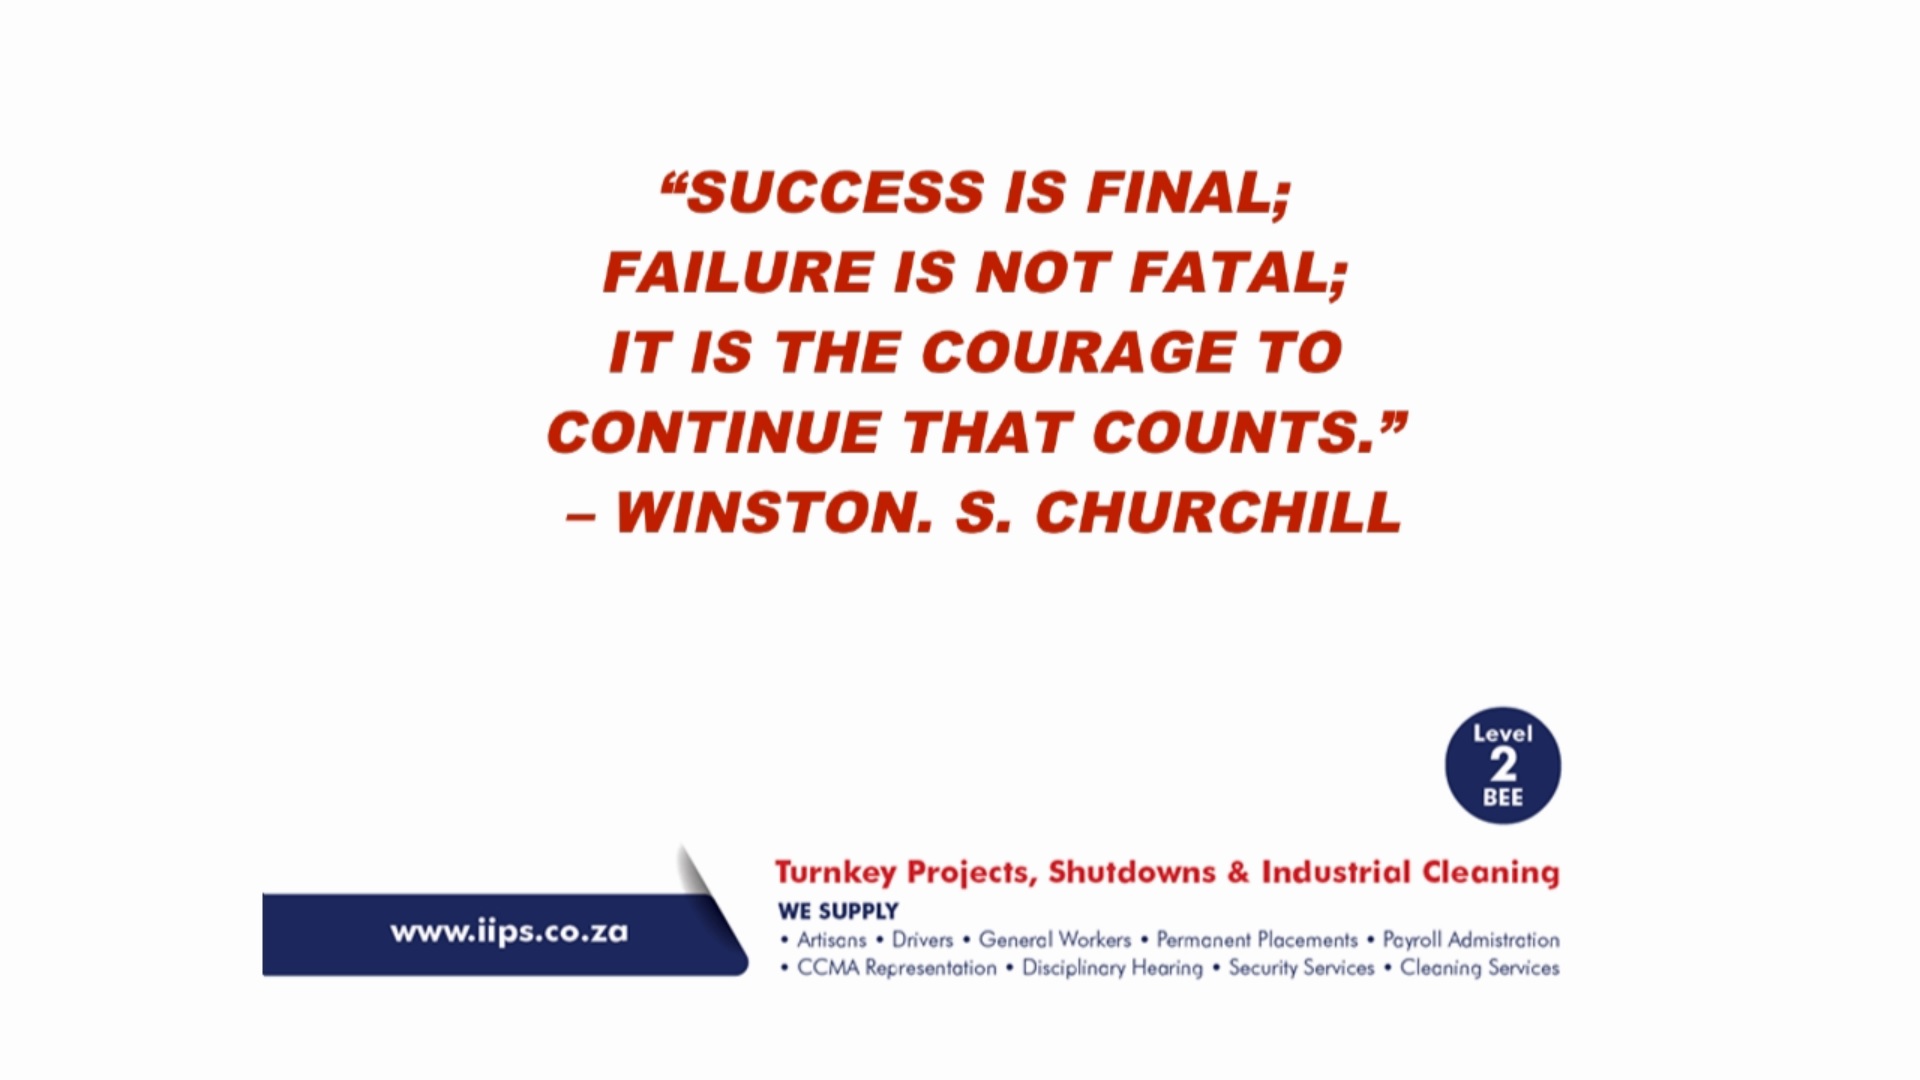 “SUCCESS IS FINAL;
FAILURE IS NOT FATAL;
IT IS THE COURAGE TO
CONTINUE THAT COUNTS.”
– WINSTON. S. CHURCHILL
Level
2
BEE
www.iips.co.za
Turnkey Projects, Shutdowns & Industrial Cleaning
WE SUPPLY
• Artisans • Drivers • General Workers • Permanent Placements • Payroll Admistration
• CCMA Representation • Disciplinary Hearing • Security Services • Cleaning Services